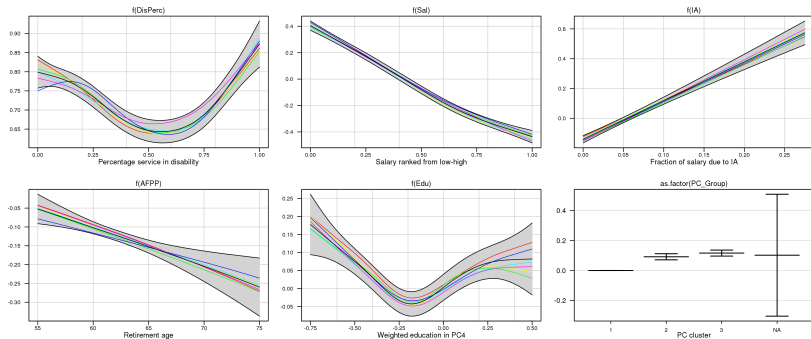 f(DisPerc)
0.90
0.85
0.80
0.75
0.70
0.65
0.00 0.25 0.50 0.75 1.00
Percentage service in disability
f(Sal)
0.4
0.2
0.0
-0.2
-0.4
0.00 0.25 0.50 0.75 1.00
Salary ranked from low-high
f(IA)
0.6
0.4
0.2
0.0
0.00 0.05 0.10 0.15 0.20 0.25
Fraction of salary due to IA
f(AFPP)
-0.05
-0.10
-0.15
-0.20
-0.25
-0.30
55 60 65 70 75
Retirement age
f(Edu)
0.25
0.20
0.15
0.10
0.05
0.00
-0.05
-0.75 -0.50 -0.25 0.00 0.25 0.50
Weighted education in PC4
as.factor(PC_Group)
0.4
0.2
0.0
-0.2
1 2 3 NA
PC cluster